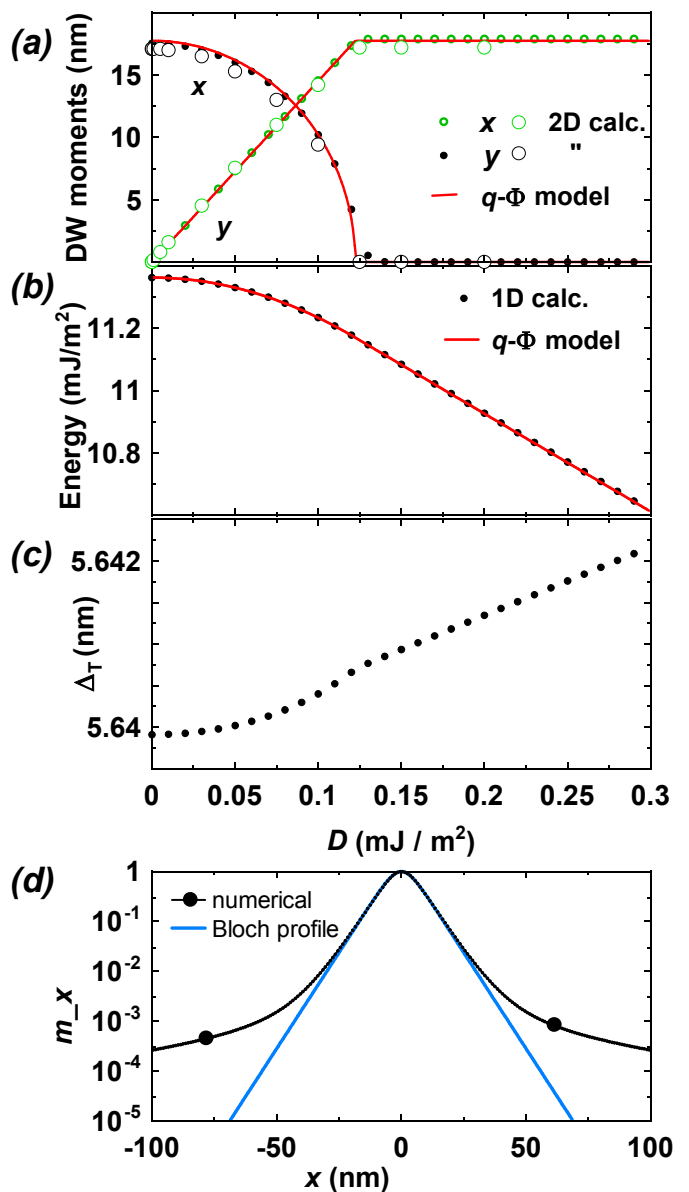 (a)
DW moments (nm)
15
10
5
x
y
x 2D calc.
y "
q-Φ model
(b)
Energy (mJ/m²)
11.2
11
10.8
1D calc.
q-Φ model
(c)
Δ_T (nm)
5.642
5.64
0 0.05 0.1 0.15 0.2 0.25 0.3
D (mJ / m²)
(d)
m_x
1
10⁻¹
10⁻²
10⁻³
10⁻⁴
10⁻⁵
numerical
Bloch profile
-100 -50 0 50 100
x (nm)